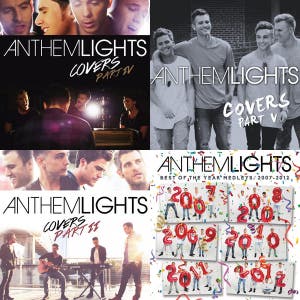 ANTHEMLIGHTS
COVERS
PART IV
ANTHEMLIGHTS
COVERS
PART V
ANTHEMLIGHTS
COVERS
PART II
ANTHEMLIGHTS
BEST OF THE YEAR MEDLEYS: 2007-2012
2007
2008
2009
2010
2011
2012